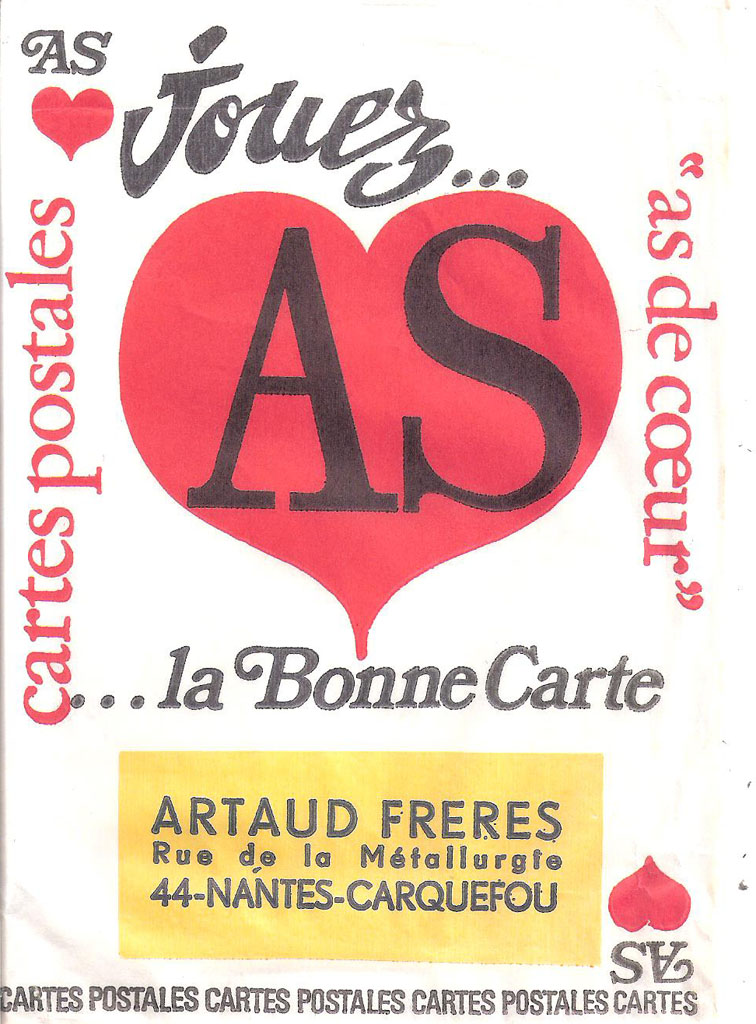 AS
Jouez...
cartes postales
AS
"as de cœur"
...la Bonne Carte
ARTAUD FRERES
Rue de la Métallurgie
44-NANTES-CARQUEFOU
AS
CARTES POSTALES CARTES POSTALES CARTES POSTALES CARTES